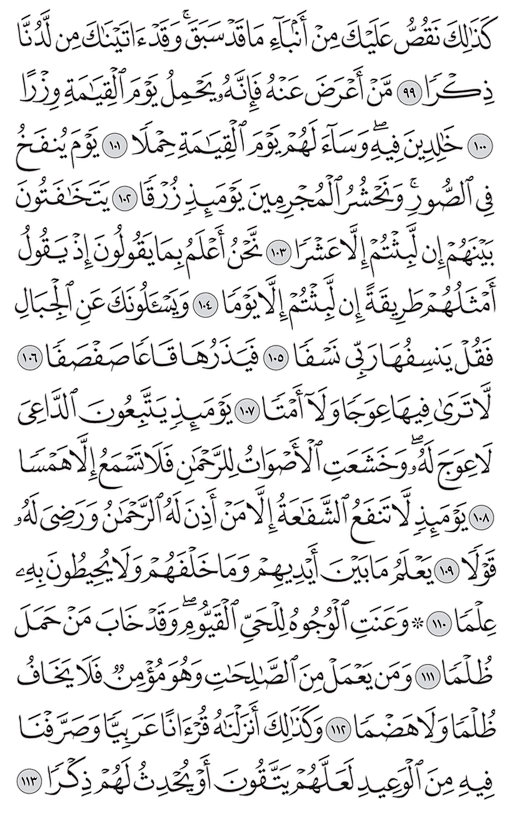 كَذَٰلِكَ نَقُصُّ عَلَيْكَ مِنْ أَنۢبَآءِ مَا قَدْ سَبَقَ ۚ وَقَدْ ءَاتَيْنَٰكَ مِن لَّدُنَّا
ذِكْرًا ٩٩ مَّنْ أَعْرَضَ عَنْهُ فَإِنَّهُۥ يَحْمِلُ يَوْمَ ٱلْقِيَٰمَةِ وِزْرًا
١٠٠ خَٰلِدِينَ فِيهِ ۖ وَسَآءَ لَهُمْ يَوْمَ ٱلْقِيَٰمَةِ حِمْلًا ١٠١ يَوْمَ يُنفَخُ
فِى ٱلصُّورِ ۚ وَنَحْشُرُ ٱلْمُجْرِمِينَ يَوْمَئِذٍ زُرْقًا ١٠٢ يَتَخَٰفَتُونَ
بَيْنَهُمْ إِن لَّبِثْتُمْ إِلَّا عَشْرًا ١٠٣ نَّحْنُ أَعْلَمُ بِمَا يَقُولُونَ إِذْ يَقُولُ
أَمْثَلُهُمْ طَرِيقَةً إِن لَّبِثْتُمْ إِلَّا يَوْمًا ١٠٤ وَيَسْـَٔلُونَكَ عَنِ ٱلْجِبَالِ
فَقُلْ يَنسِفُهَا رَبِّى نَسْفًا ١٠٥ فَيَذَرُهَا قَاعًا صَفْصَفًا ١٠٦
لَّا تَرَىٰ فِيهَا عِوَجًا وَلَآ أَمْتًا ١٠٧ يَوْمَئِذٍ يَتَّبِعُونَ ٱلدَّاعِىَ
لَا عِوَجَ لَهُۥ ۖ وَخَشَعَتِ ٱلْأَصْوَاتُ لِلرَّحْمَٰنِ فَلَا تَسْمَعُ إِلَّا هَمْسًا
١٠٨ يَوْمَئِذٍ لَّا تَنفَعُ ٱلشَّفَٰعَةُ إِلَّا مَنْ أَذِنَ لَهُ ٱلرَّحْمَٰنُ وَرَضِىَ لَهُۥ
قَوْلًا ١٠٩ يَعْلَمُ مَا بَيْنَ أَيْدِيهِمْ وَمَا خَلْفَهُمْ وَلَا يُحِيطُونَ بِهِۦ
عِلْمًا ١١٠ ۞ وَعَنَتِ ٱلْوُجُوهُ لِلْحَىِّ ٱلْقَيُّومِ ۖ وَقَدْ خَابَ مَنْ حَمَلَ
ظُلْمًا ١١١ وَمَن يَعْمَلْ مِنَ ٱلصَّٰلِحَٰتِ وَهُوَ مُؤْمِنٌ فَلَا يَخَافُ
ظُلْمًا وَلَا هَضْمًا ١١٢ وَكَذَٰلِكَ أَنزَلْنَٰهُ قُرْءَانًا عَرَبِيًّا وَصَرَّفْنَا
فِيهِ مِنَ ٱلْوَعِيدِ لَعَلَّهُمْ يَتَّقُونَ أَوْ يُحْدِثُ لَهُمْ ذِكْرًا ١١٣